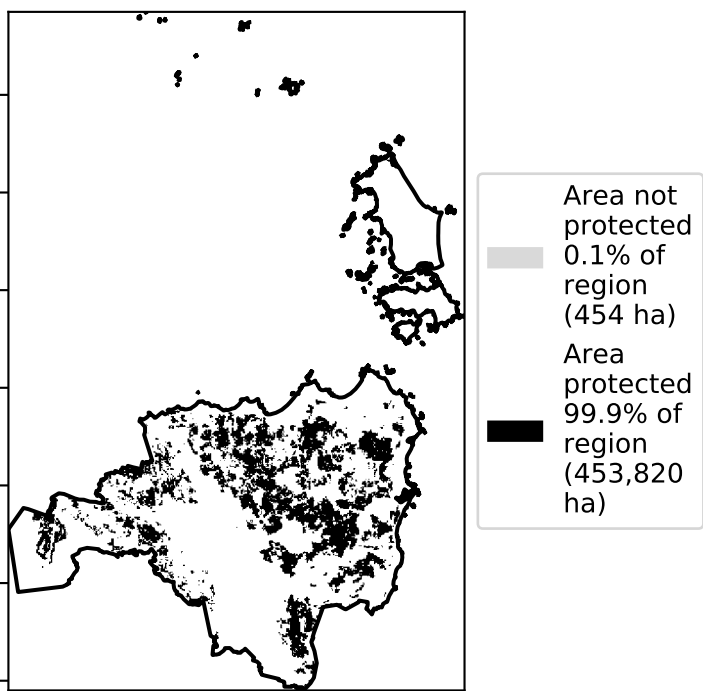 Area not
protected
0.1% of
region
(454 ha)
Area
protected
99.9% of
region
(453,820
ha)